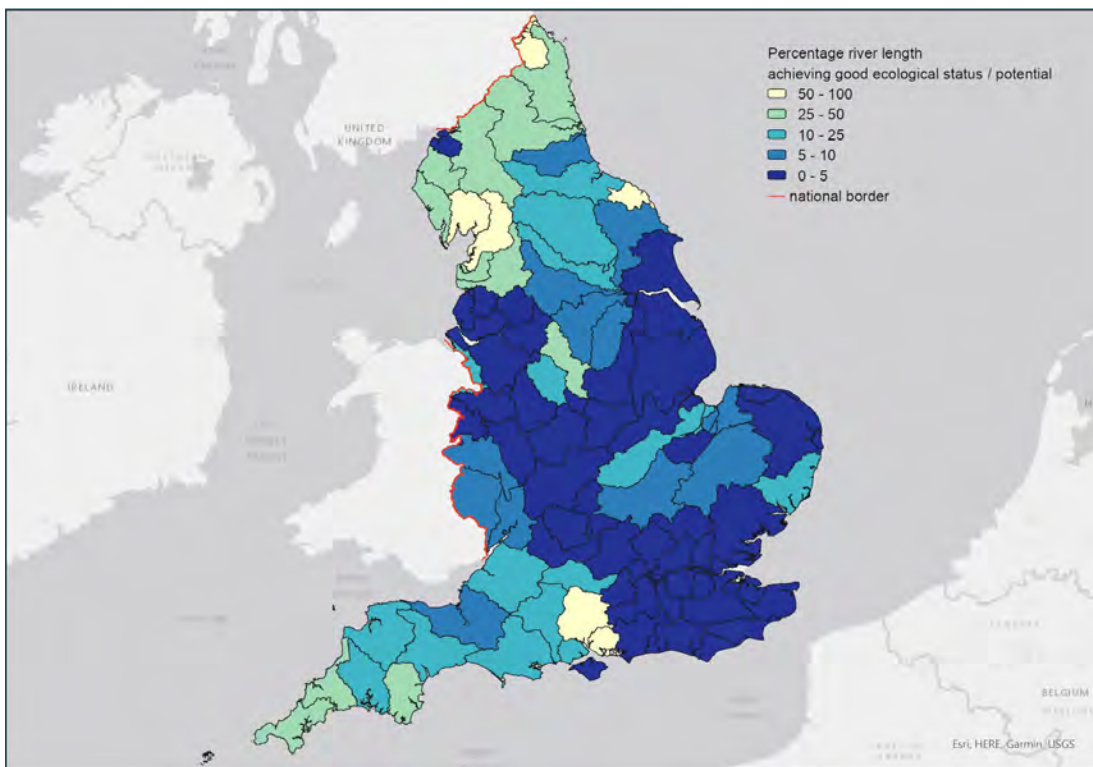 Percentage river length
achieving good ecological status / potential
50 - 100
25 - 50
10 - 25
5 - 10
0 - 5
national border
UNITED
KINGDOM
IRELAND
BELGIUM
Esri, HERE, Garmin, USGS